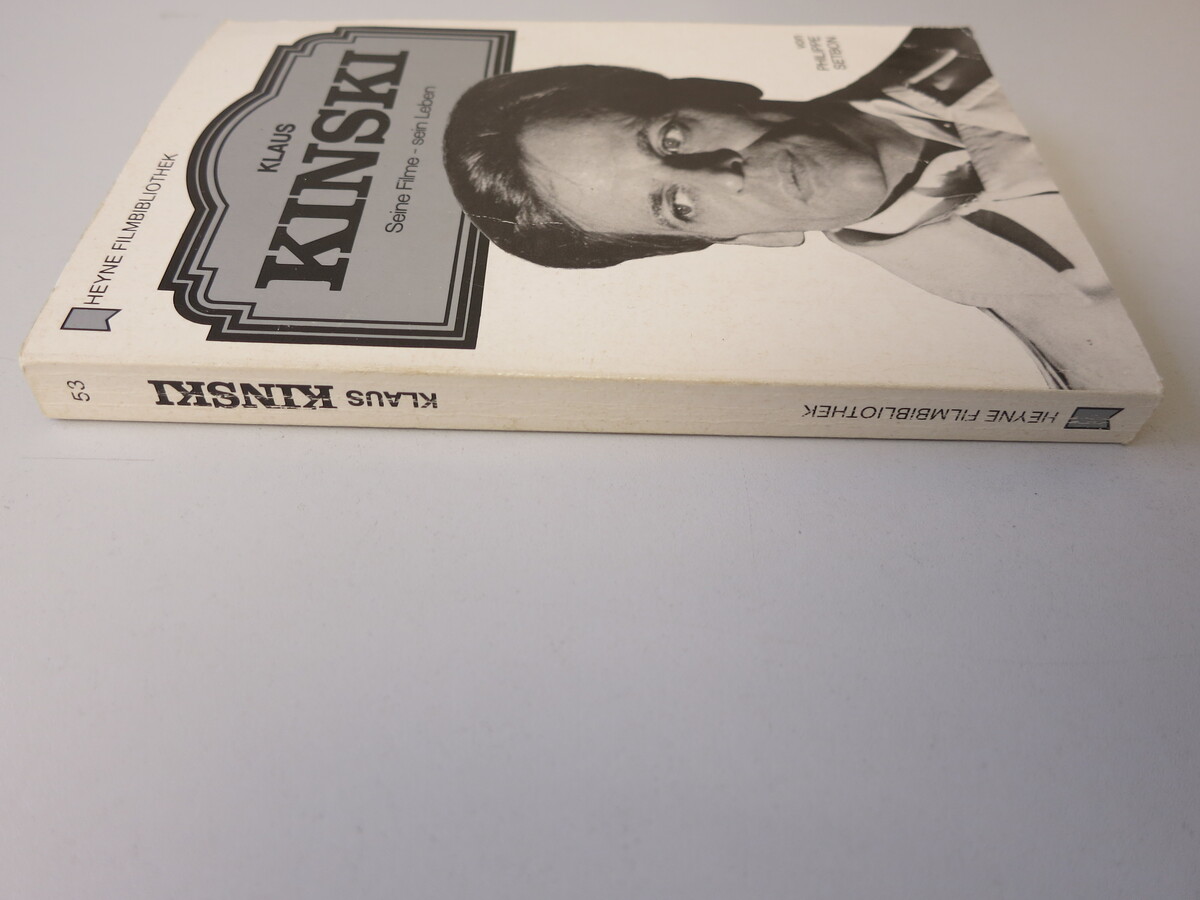 HEYNE FILMBIBLIOTHEK
KLAUS
KINSKI
Seine Filme - sein Leben
von
PHILIPPE
SETBON
53
KLAUS KINSKI
HEYNE FILMBIBLIOTHEK